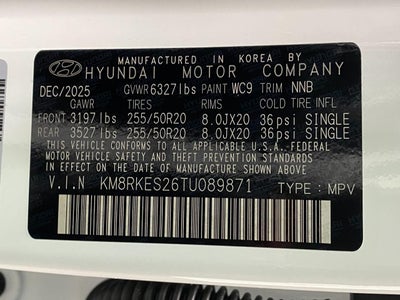 MANUFACTURED IN KOREA BY
HYUNDAI MOTOR COMPANY
DEC/2025 GVWR 6327lbs PAINT WC9 TRIM NNB
GAWR TIRES RIMS COLD TIRE INFL
FRONT 3197lbs 255/50R20 8.0JX20 36psi SINGLE
REAR 3527lbs 255/50R20 8.0JX20 36psi SINGLE
THIS VEHICLE CONFORMS TO ALL APPLICABLE U.S.A. FEDERAL
MOTOR VEHICLE SAFETY AND THEFT PREVENTION STANDARDS
IN EFFECT ON THE DATE OF MANUFACTURE SHOWN ABOVE.
V.I.N KM8RKES26TU089871 TYPE : MPV